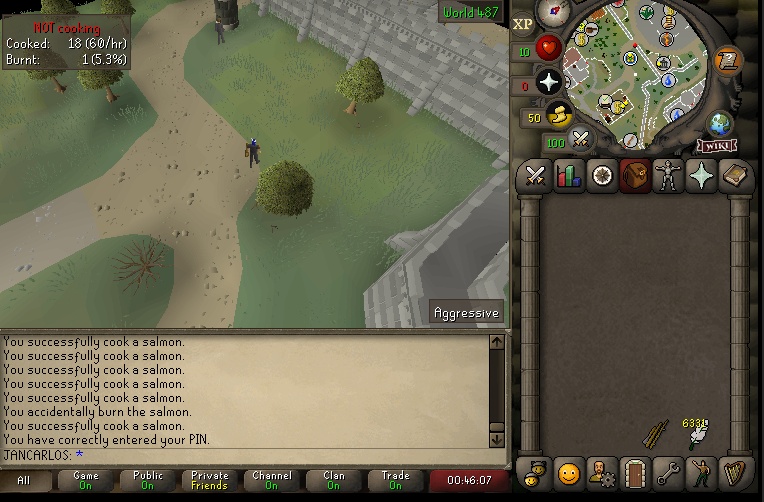 World 487
NOT cooking
Cooked: 18 (60/hr)
Burnt: 1 (5.3%)
XP
10
0
50
100
WIKI
Aggressive
You successfully cook a salmon.
You successfully cook a salmon.
You successfully cook a salmon.
You successfully cook a salmon.
You successfully cook a salmon.
You accidentally burn the salmon.
You successfully cook a salmon.
You have correctly entered your PIN.
JANCARLOS: *
6331
All
Game
On
Public
On
Private
Friends
Channel
On
Clan
On
Trade
On
00:46:07